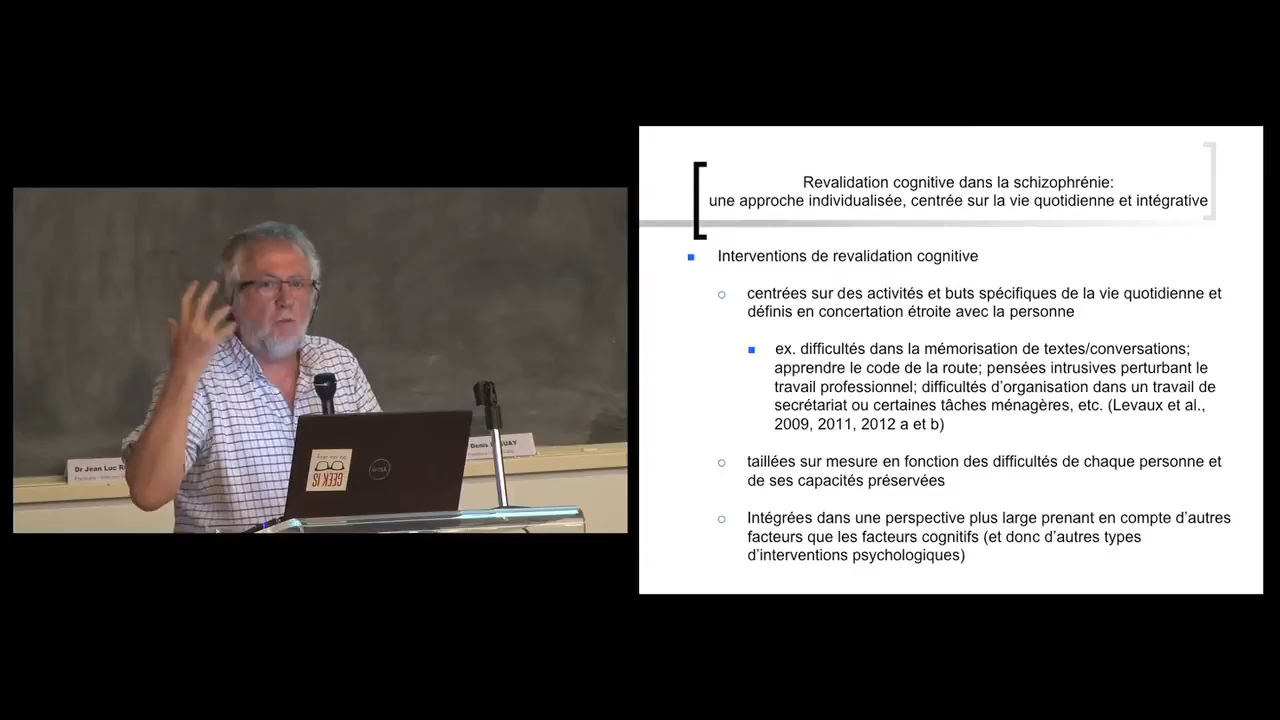 Dr Jean Luc
Denis
GEEK IS
DELL
Revalidation cognitive dans la schizophrénie:
une approche individualisée, centrée sur la vie quotidienne et intégrative
Interventions de revalidation cognitive
centrées sur des activités et buts spécifiques de la vie quotidienne et
définis en concertation étroite avec la personne
ex. difficultés dans la mémorisation de textes/conversations;
apprendre le code de la route; pensées intrusives perturbant le
travail professionnel; difficultés d’organisation dans un travail de
secrétariat ou certaines tâches ménagères, etc. (Levaux et al.,
2009, 2011, 2012 a et b)
taillées sur mesure en fonction des difficultés de chaque personne et
de ses capacités préservées
Intégrées dans une perspective plus large prenant en compte d’autres
facteurs que les facteurs cognitifs (et donc d’autres types
d’interventions psychologiques)